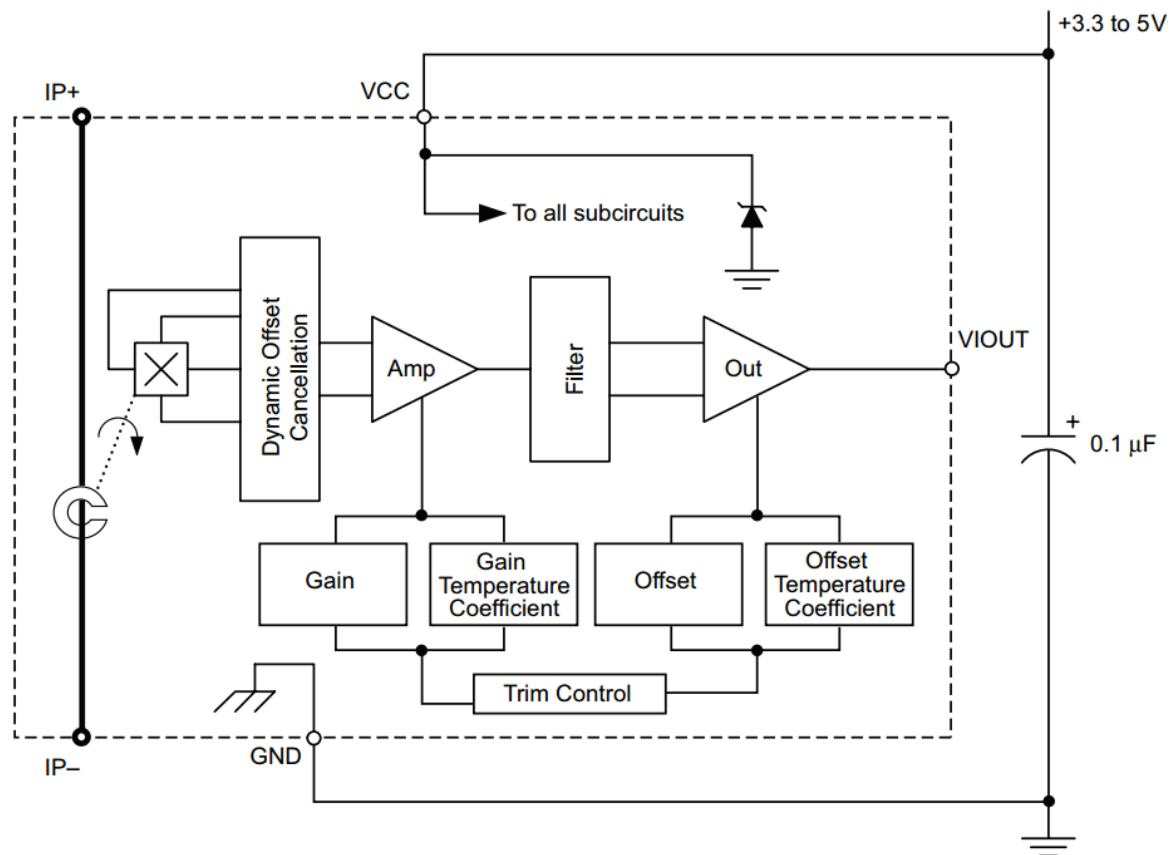 +3.3 to 5V
IP+
VCC
To all subcircuits
VIOUT
Dynamic Offset
Cancellation
Amp
Filter
Out
+
0.1 μF
Gain
Gain
Temperature
Coefficient
Offset
Offset
Temperature
Coefficient
Trim Control
GND
IP–